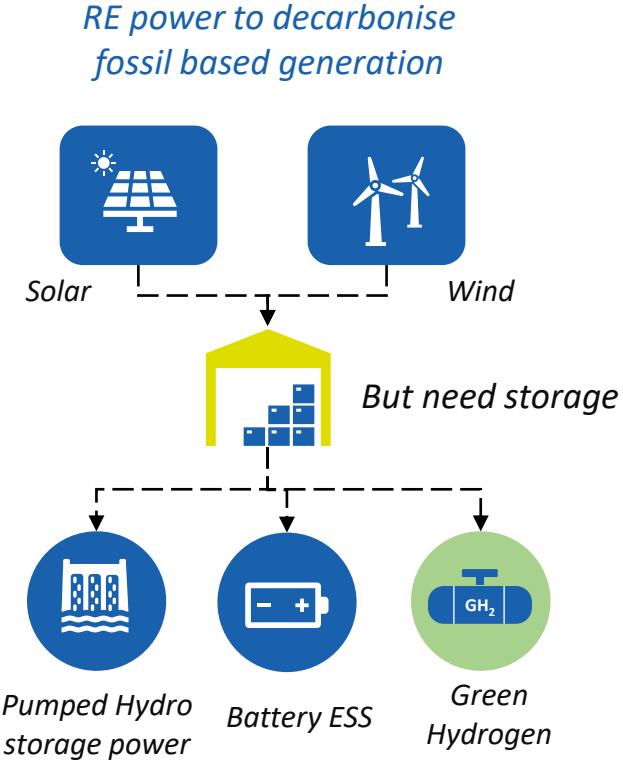 RE power to decarbonise
fossil based generation
Solar
Wind
But need storage
GH₂
Pumped Hydro
storage power
Battery ESS
Green
Hydrogen